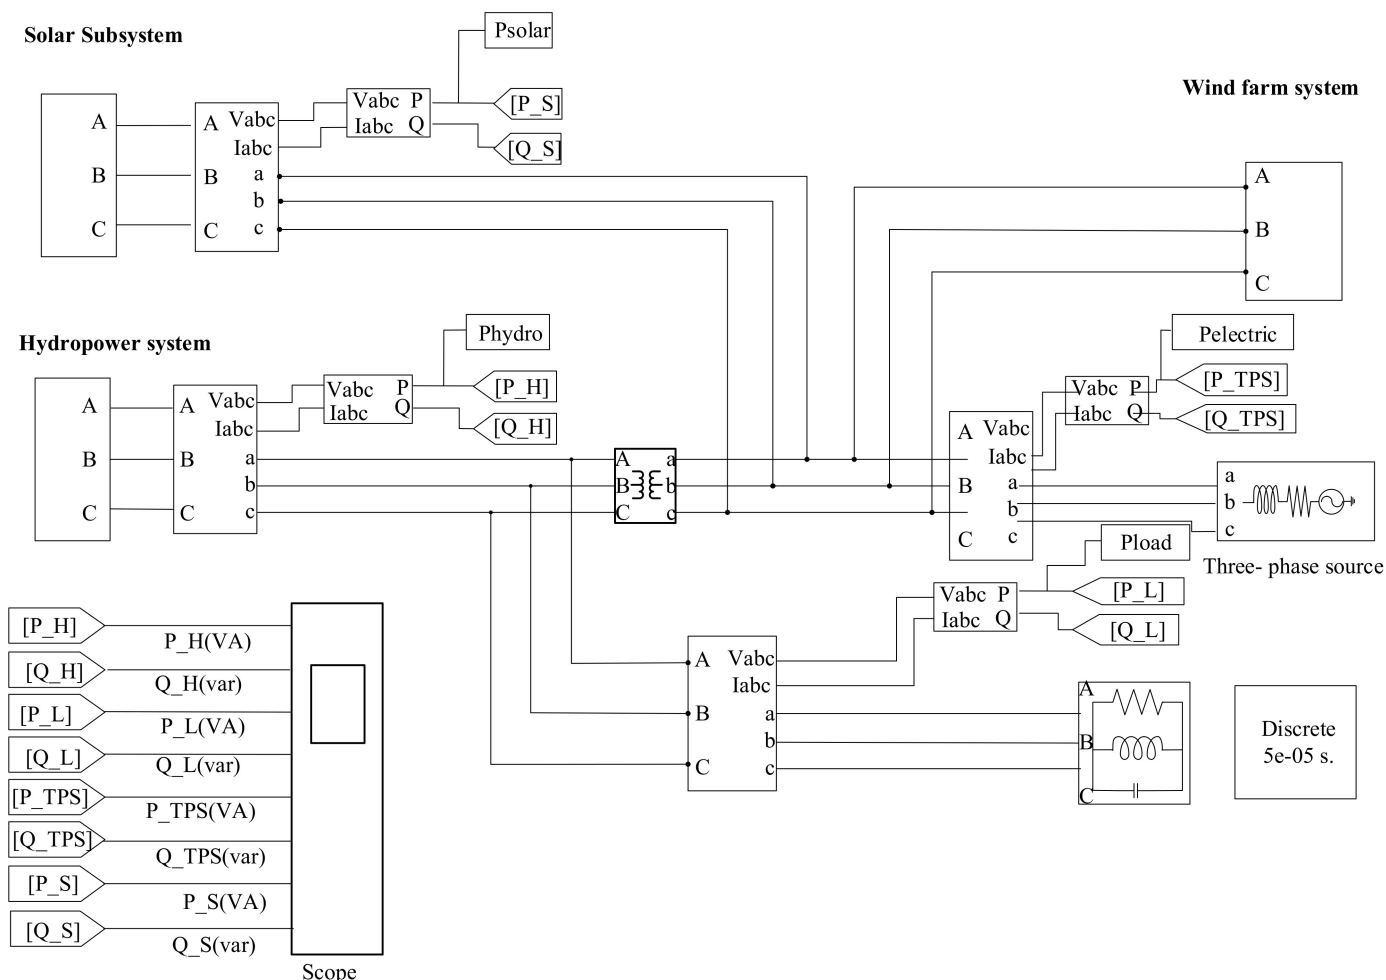 Solar Subsystem
Psolar
Wind farm system
A
B
C
A
B
C
Vabc
Iabc
a
b
c
Vabc P
Iabc Q
[P_S]
[Q_S]
A
B
C
Hydropower system
Phydro
A
B
C
A
B
C
Vabc
Iabc
a
b
c
Vabc P
Iabc Q
[P_H]
[Q_H]
A a
B b
C c
Pelectric
Vabc P
Iabc Q
[P_TPS]
[Q_TPS]
A
B
C
Vabc
Iabc
a
b
c
a
b
c
Three- phase source
Pload
Vabc P
Iabc Q
[P_L]
[Q_L]
A
B
C
Vabc
Iabc
a
b
c
A
B
C
Discrete
5e-05 s.
[P_H]
P_H(VA)
[Q_H]
Q_H(var)
[P_L]
P_L(VA)
[Q_L]
Q_L(var)
[P_TPS]
P_TPS(VA)
[Q_TPS]
Q_TPS(var)
[P_S]
P_S(VA)
[Q_S]
Q_S(var)
Scope